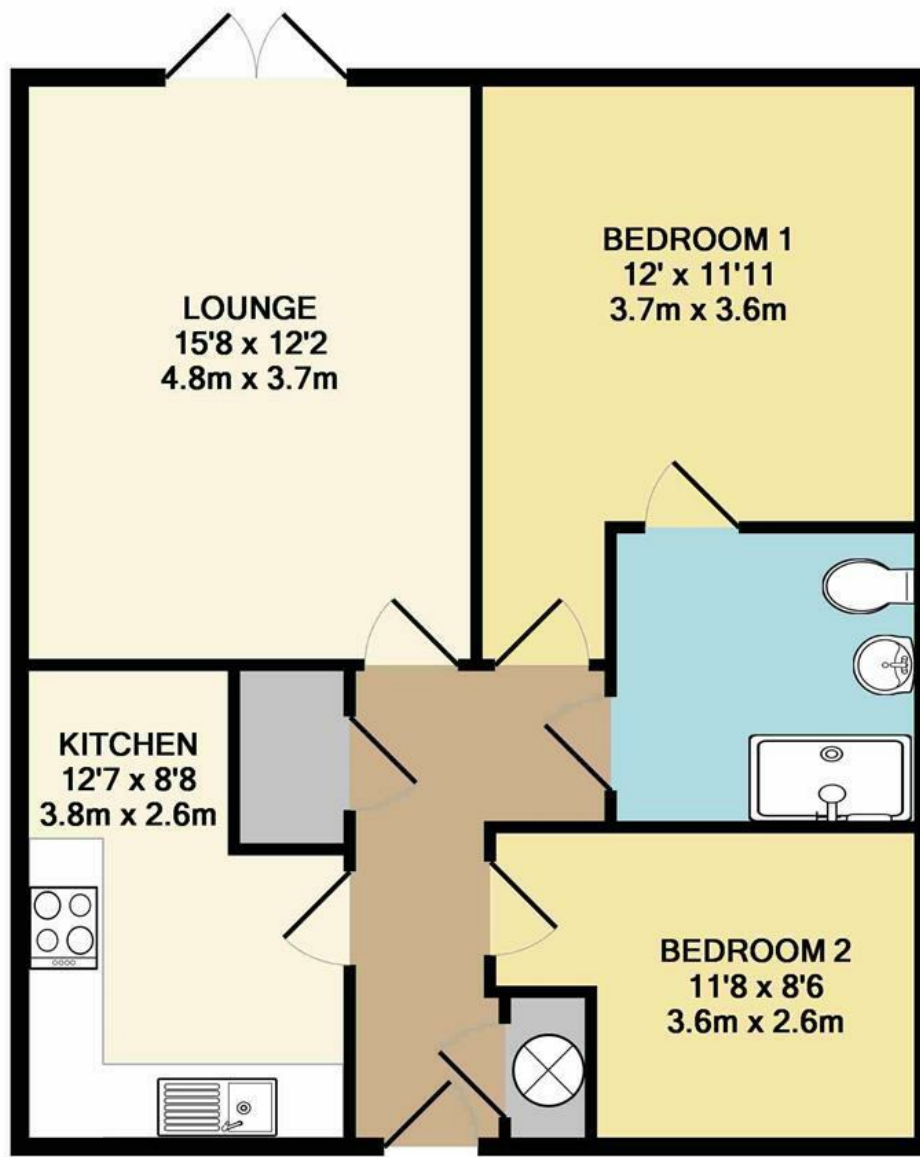 LOUNGE
15'8 x 12'2
4.8m x 3.7m
BEDROOM 1
12' x 11'11
3.7m x 3.6m
KITCHEN
12'7 x 8'8
3.8m x 2.6m
BEDROOM 2
11'8 x 8'6
3.6m x 2.6m